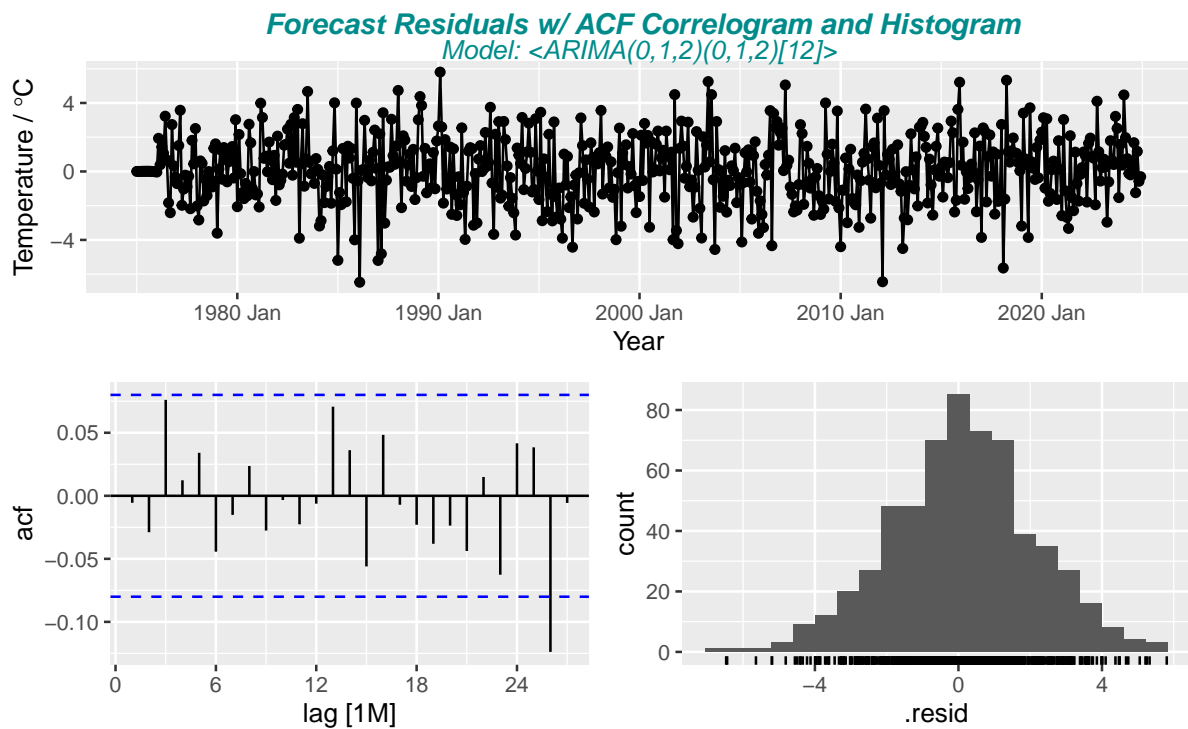 Forecast Residuals w/ ACF Correlogram and Histogram
Model: <ARIMA(0,1,2)(0,1,2)[12]>
Temperature / °C
4
0
−4
1980 Jan
1990 Jan
2000 Jan
2010 Jan
2020 Jan
Year
acf
0.05
0.00
−0.05
−0.10
0
6
12
18
24
lag [1M]
count
80
60
40
20
0
−4
0
4
.resid